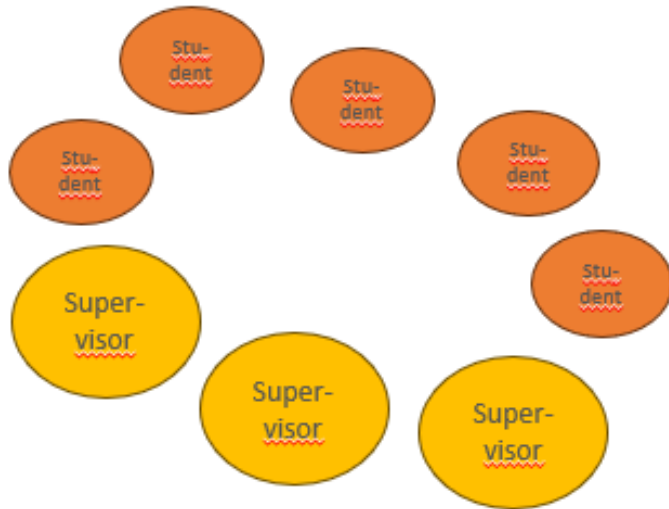 Stu-
dent
Stu-
dent
Stu-
dent
Stu-
dent
Stu-
dent
Super-
visor
Super-
visor
Super-
visor